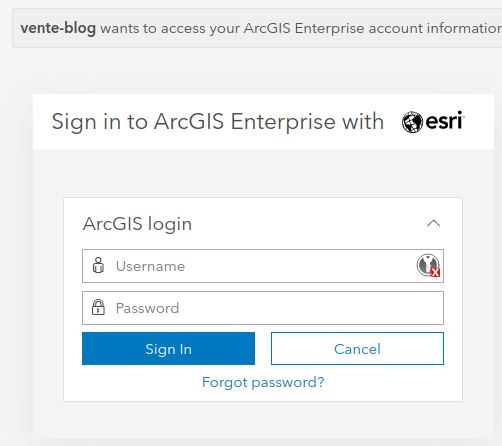 vente-blog wants to access your ArcGIS Enterprise account information
Sign in to ArcGIS Enterprise with esri
ArcGIS login
Username
Password
Sign In Cancel
Forgot password?